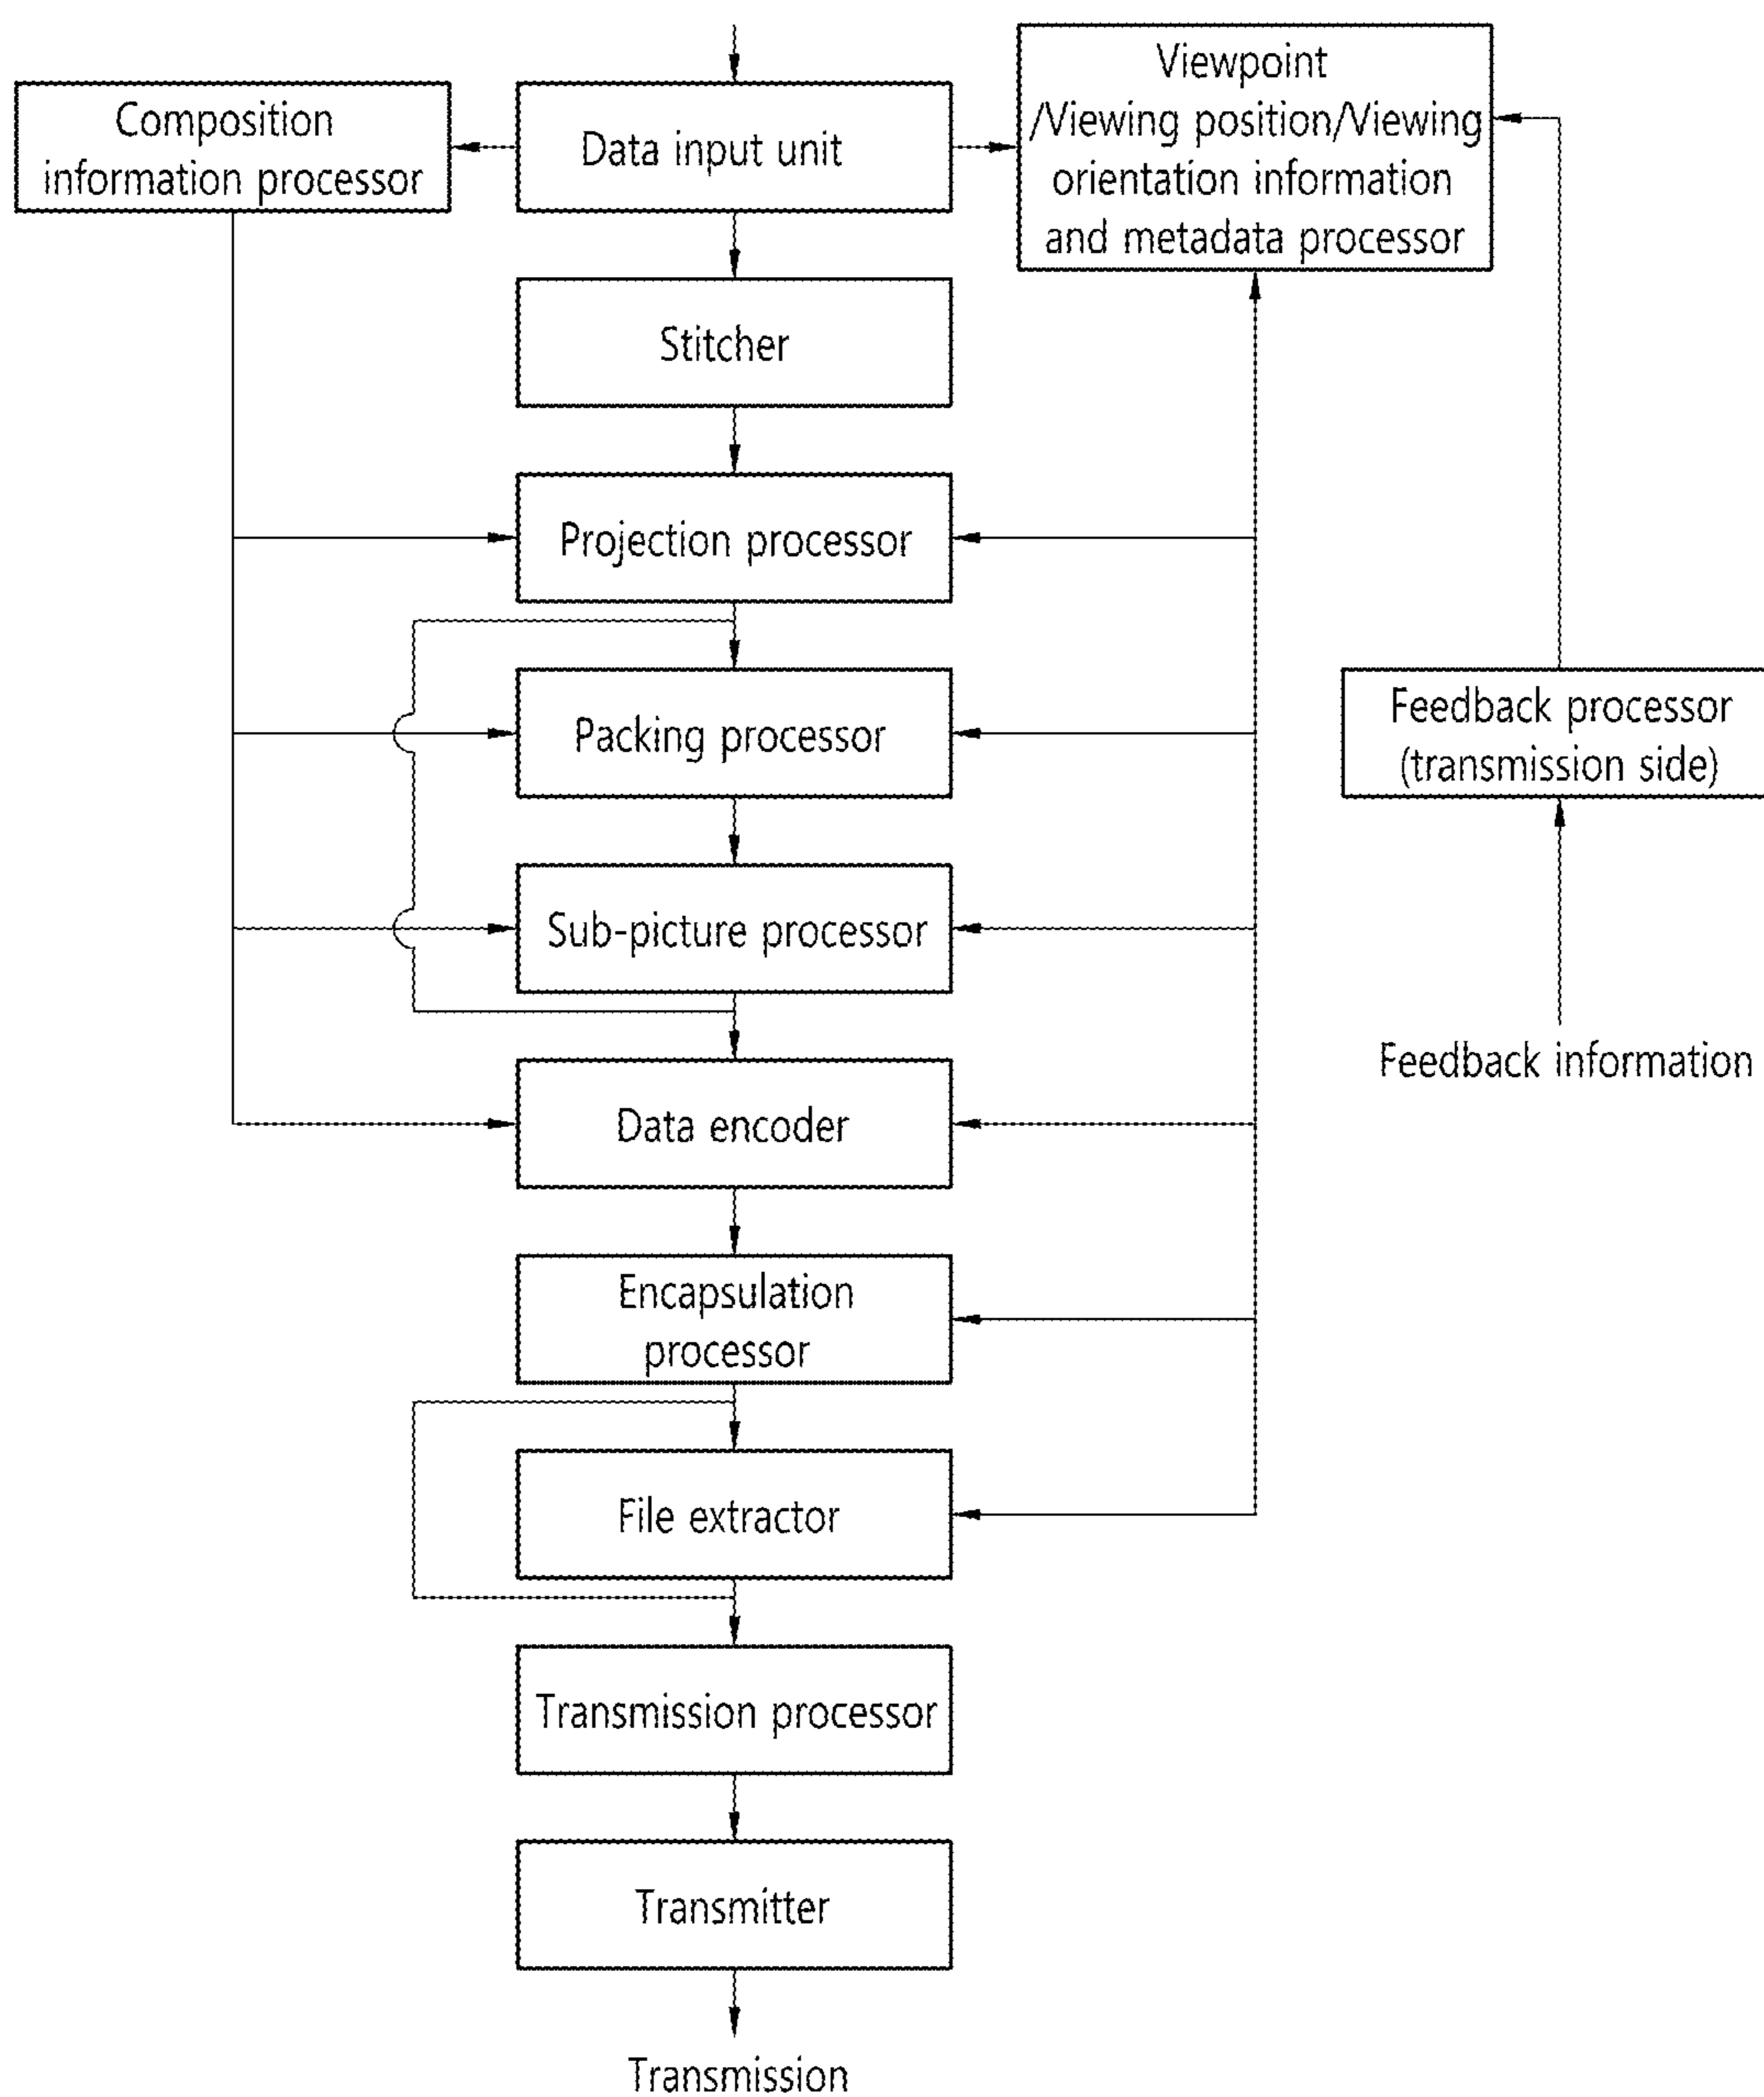 Composition
information processor
Data input unit
Viewpoint
/Viewing position/Viewing
orientation information
and metadata processor
Stitcher
Projection processor
Packing processor
Feedback processor
(transmission side)
Sub-picture processor
Feedback information
Data encoder
Encapsulation
processor
File extractor
Transmission processor
Transmitter
Transmission